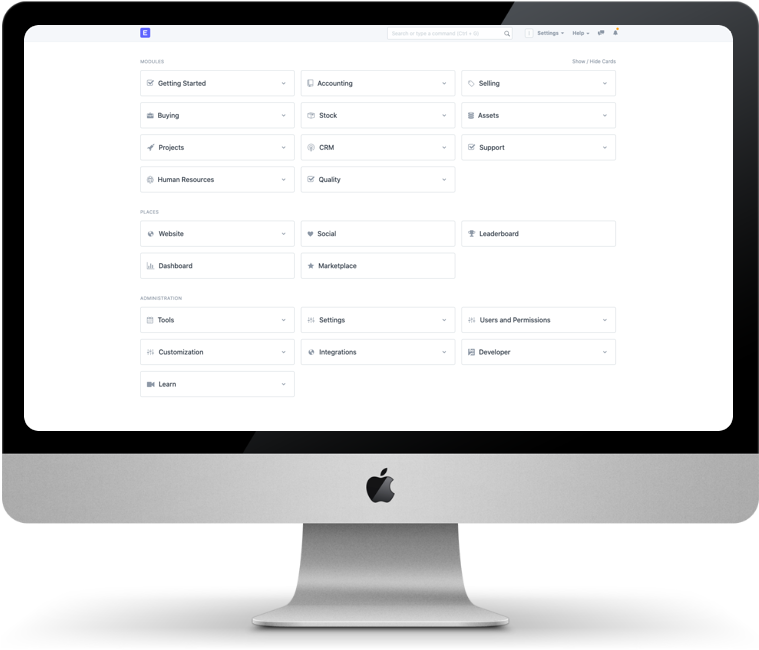 E
Search or type a command (Ctrl + G)
Settings
Help
MODULES
Show / Hide Cards
Getting Started
Accounting
Selling
Buying
Stock
Assets
Projects
CRM
Support
Human Resources
Quality
PLACES
Website
Social
Leaderboard
Dashboard
Marketplace
ADMINISTRATION
Tools
Settings
Users and Permissions
Customization
Integrations
Developer
Learn